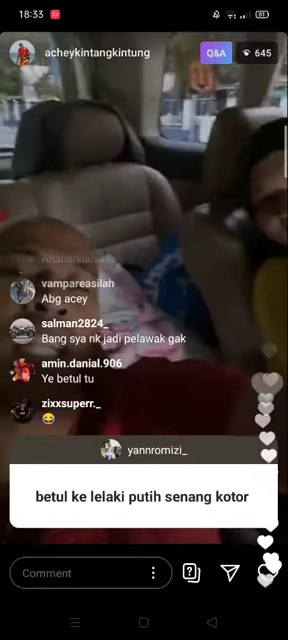 18:33
81
acheykintangkintung
Q&A
645
vampareasilah
Abg acey
salman2824_
Bang sya nk jadi pelawak gak
amin.danial.906
Ye betul tu
zixxsuperr._
😂
yannromizi_
betul ke lelaki putih senang kotor
Comment